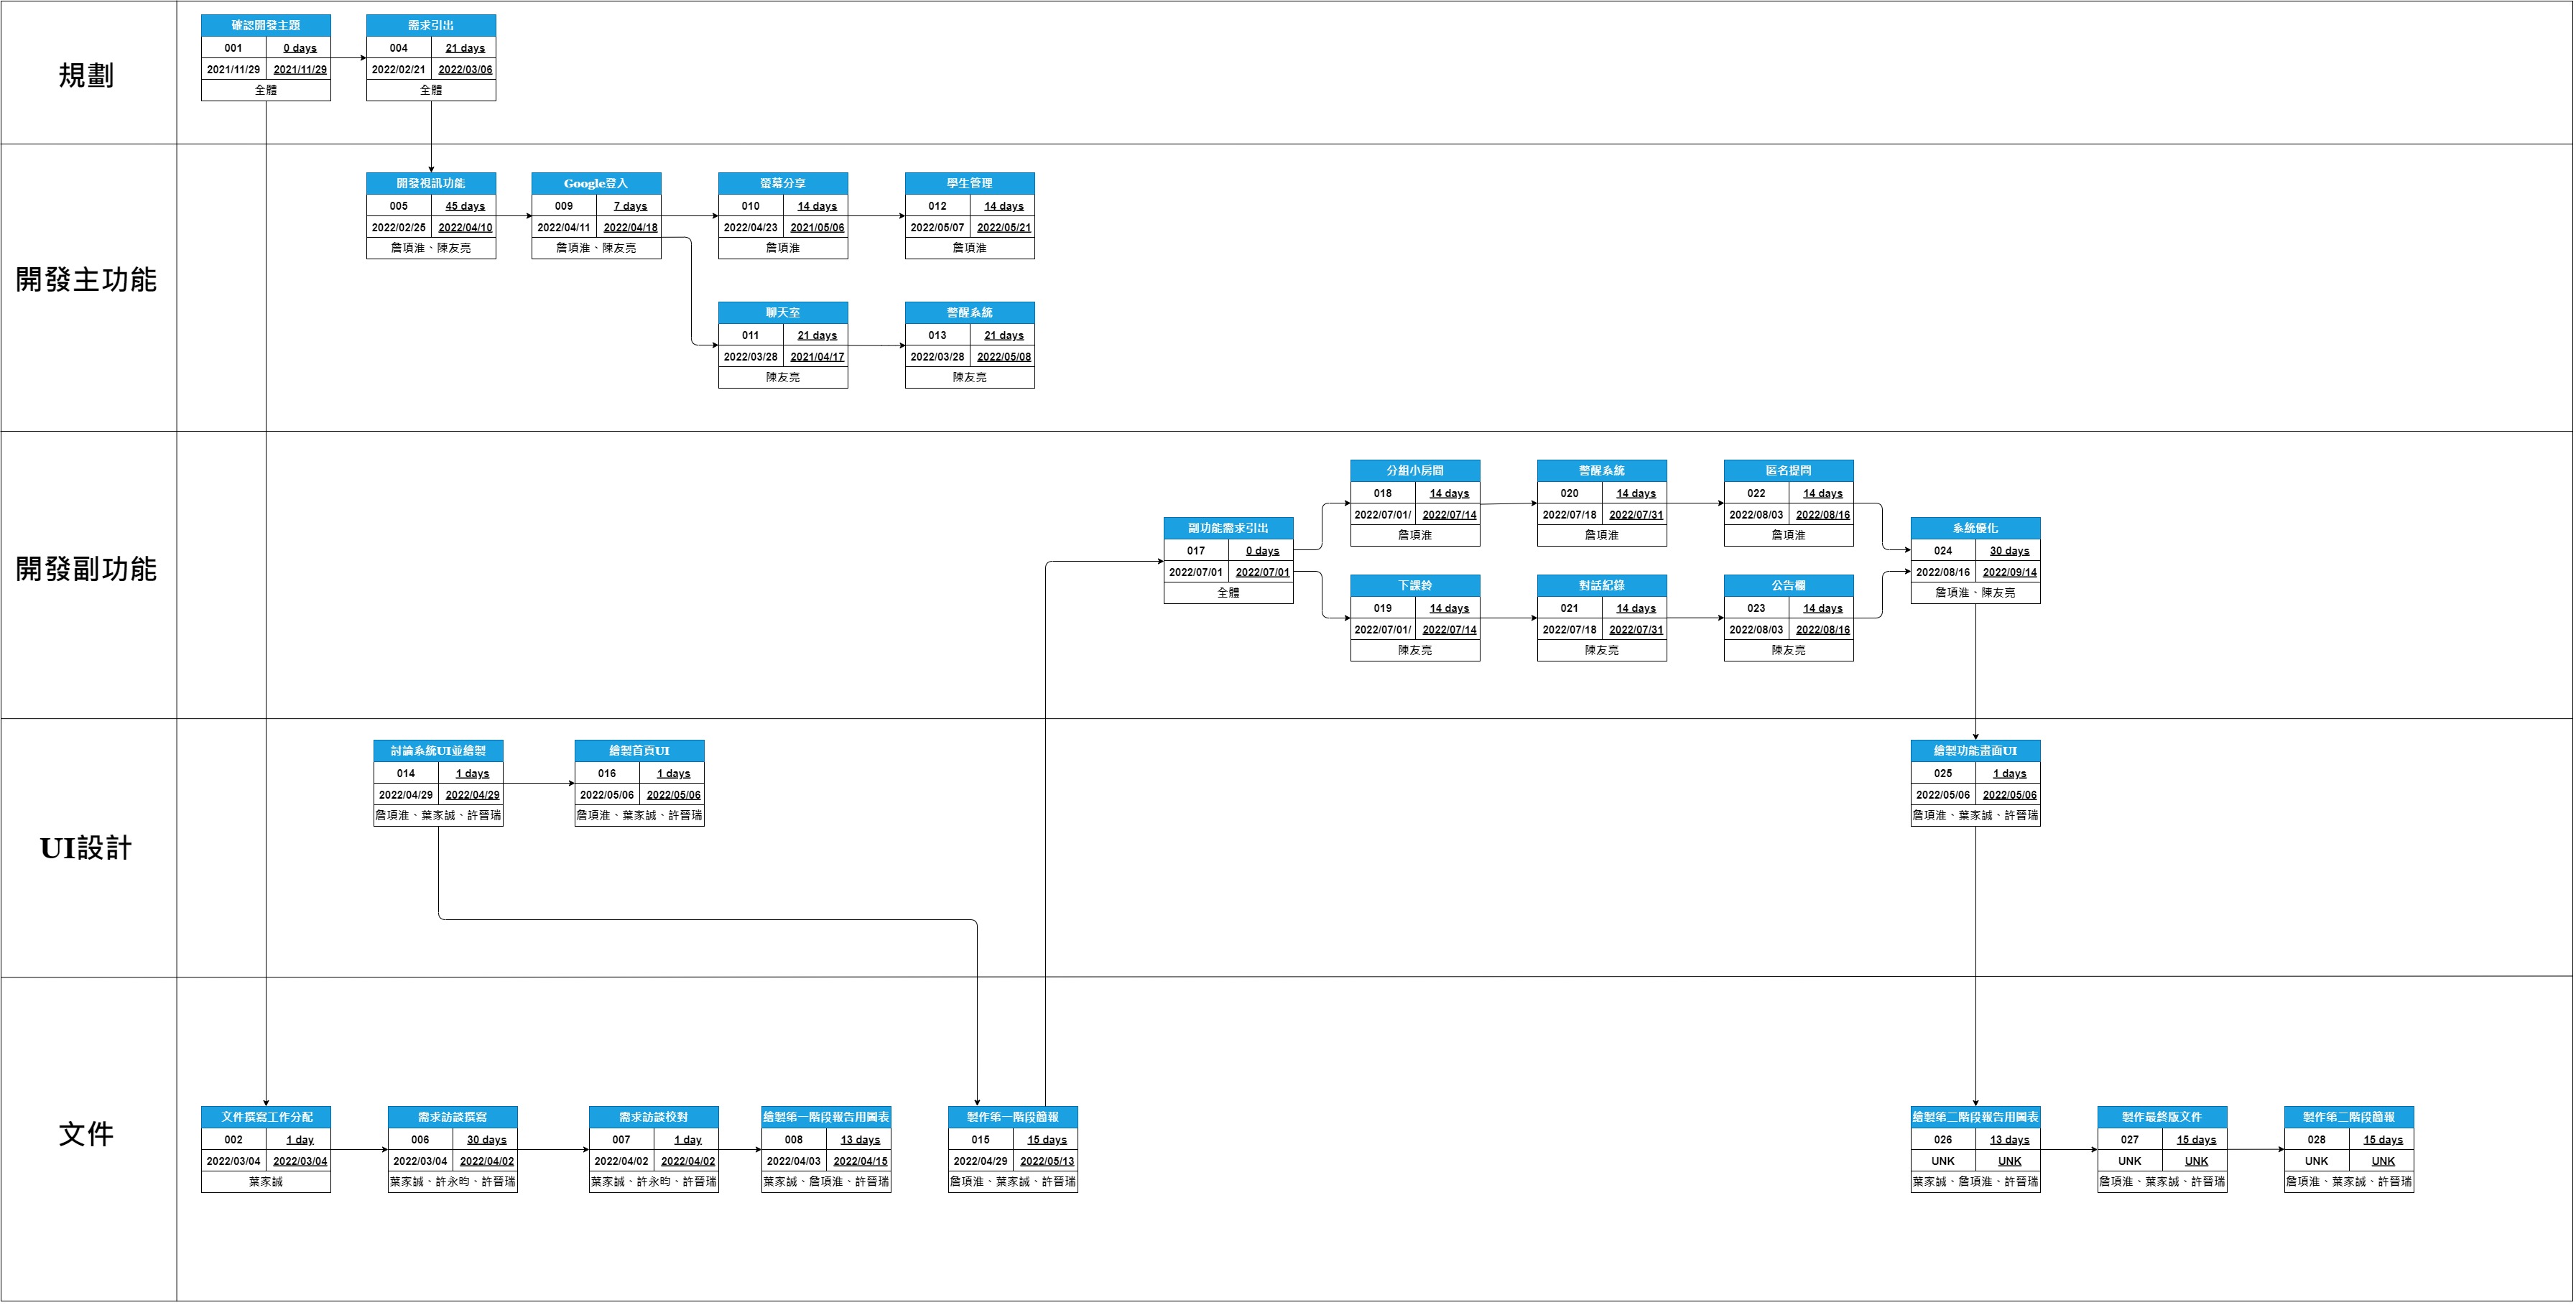 規劃
確認開發主題
001 0 days
2021/11/29 2021/11/29
全體
需求引出
004 21 days
2022/02/21 2022/03/06
全體
開發主功能
開發視訊功能
005 45 days
2022/02/25 2022/04/10
詹項淮、陳友亮
Google登入
009 7 days
2022/04/11 2022/04/18
詹項淮、陳友亮
螢幕分享
010 14 days
2022/04/23 2021/05/06
詹項淮
學生管理
012 14 days
2022/05/07 2022/05/21
詹項淮
聊天室
011 21 days
2022/03/28 2021/04/17
陳友亮
警醒系統
013 21 days
2022/03/28 2022/05/08
陳友亮
開發副功能
副功能需求引出
017 0 days
2022/07/01 2022/07/01
全體
分組小房間
018 14 days
2022/07/01/ 2022/07/14
詹項淮
警醒系統
020 14 days
2022/07/18 2022/07/31
詹項淮
匿名提問
022 14 days
2022/08/03 2022/08/16
詹項淮
下課鈴
019 14 days
2022/07/01/ 2022/07/14
陳友亮
對話紀錄
021 14 days
2022/07/18 2022/07/31
陳友亮
公告欄
023 14 days
2022/08/03 2022/08/16
陳友亮
系統優化
024 30 days
2022/08/16 2022/09/14
詹項淮、陳友亮
UI設計
討論系統UI並繪製
014 1 days
2022/04/29 2022/04/29
詹項淮、葉家誠、許晉瑞
繪製首頁UI
016 1 days
2022/05/06 2022/05/06
詹項淮、葉家誠、許晉瑞
繪製功能畫面UI
025 1 days
2022/05/06 2022/05/06
詹項淮、葉家誠、許晉瑞
文件
文件撰寫工作分配
002 1 day
2022/03/04 2022/03/04
葉家誠
需求訪談撰寫
006 30 days
2022/03/04 2022/04/02
葉家誠、許永昀、許晉瑞
需求訪談校對
007 1 day
2022/04/02 2022/04/02
葉家誠、許永昀、許晉瑞
繪製第一階段報告用圖表
008 13 days
2022/04/03 2022/04/15
葉家誠、詹項淮、許晉瑞
製作第一階段簡報
015 15 days
2022/04/29 2022/05/13
詹項淮、葉家誠、許晉瑞
繪製第二階段報告用圖表
026 13 days
UNK UNK
葉家誠、詹項淮、許晉瑞
製作最終版文件
027 15 days
UNK UNK
詹項淮、葉家誠、許晉瑞
製作第二階段簡報
028 15 days
UNK UNK
詹項淮、葉家誠、許晉瑞